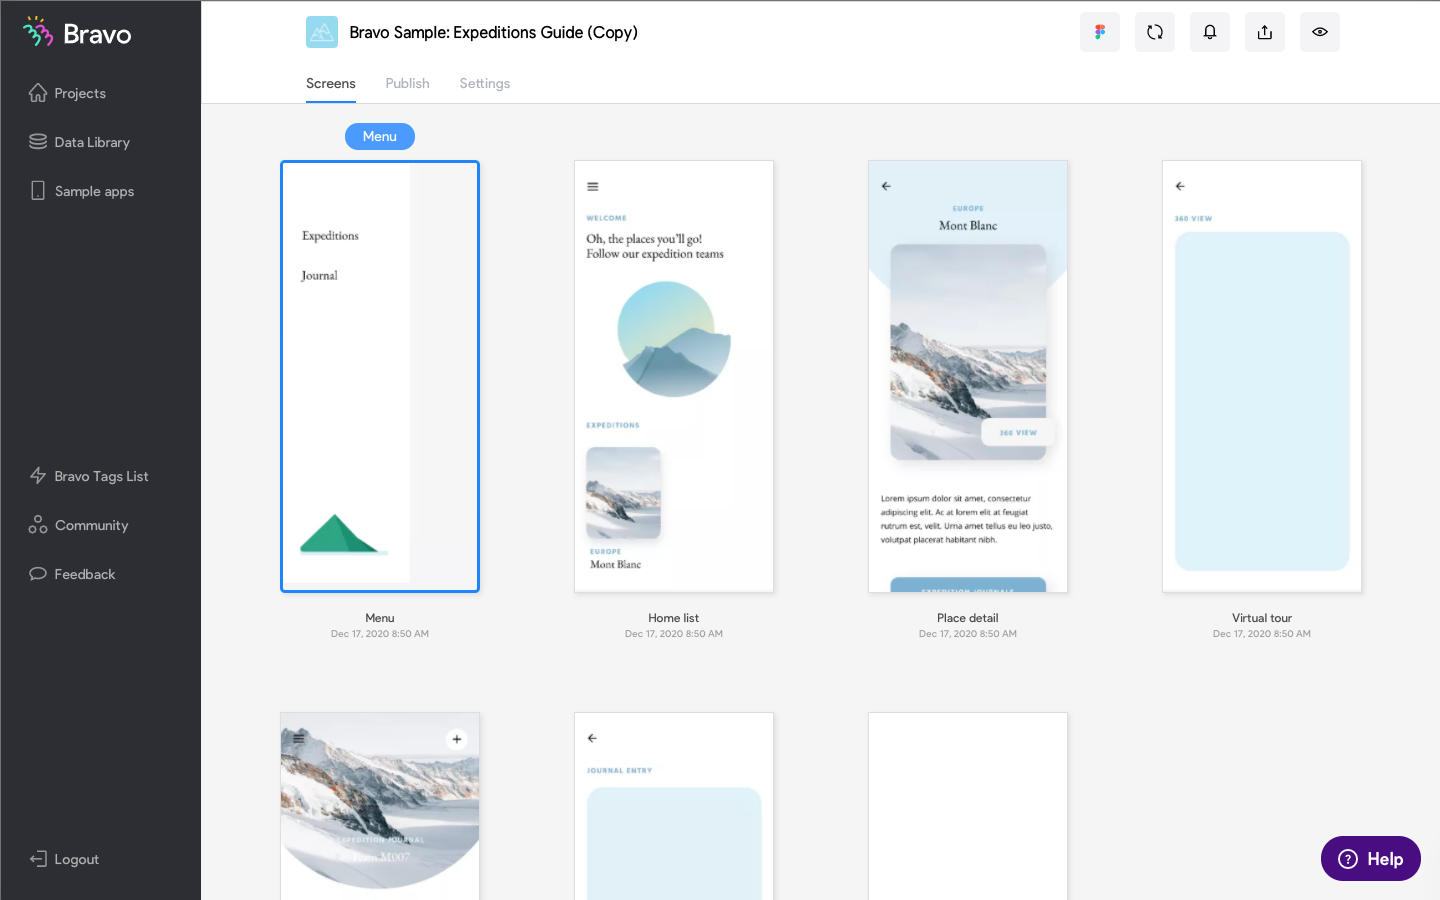 Bravo
Bravo Sample: Expeditions Guide (Copy)
Projects
Data Library
Sample apps
Bravo Tags List
Community
Feedback
Logout
Screens
Publish
Settings
Menu
Expeditions
Journal
Menu
Dec 17, 2020 8:50 AM
WELCOME
Oh, the places you'll go!
Follow our expedition teams
EXPEDITIONS
EUROPE
Mont Blanc
Home list
Dec 17, 2020 8:50 AM
EUROPE
Mont Blanc
360 VIEW
Lorem ipsum dolor sit amet, consectetur
adipiscing elit. Ac at lorem elit at feugiat
rutrum est, velit. Urna amet tellus eu leo justo,
volutpat placerat habitant nibh.
EXPEDITION JOURNALS
Place detail
Dec 17, 2020 8:50 AM
360 VIEW
Virtual tour
Dec 17, 2020 8:50 AM
EXPEDITION JOURNAL
Team M007
JOURNAL ENTRY
Help